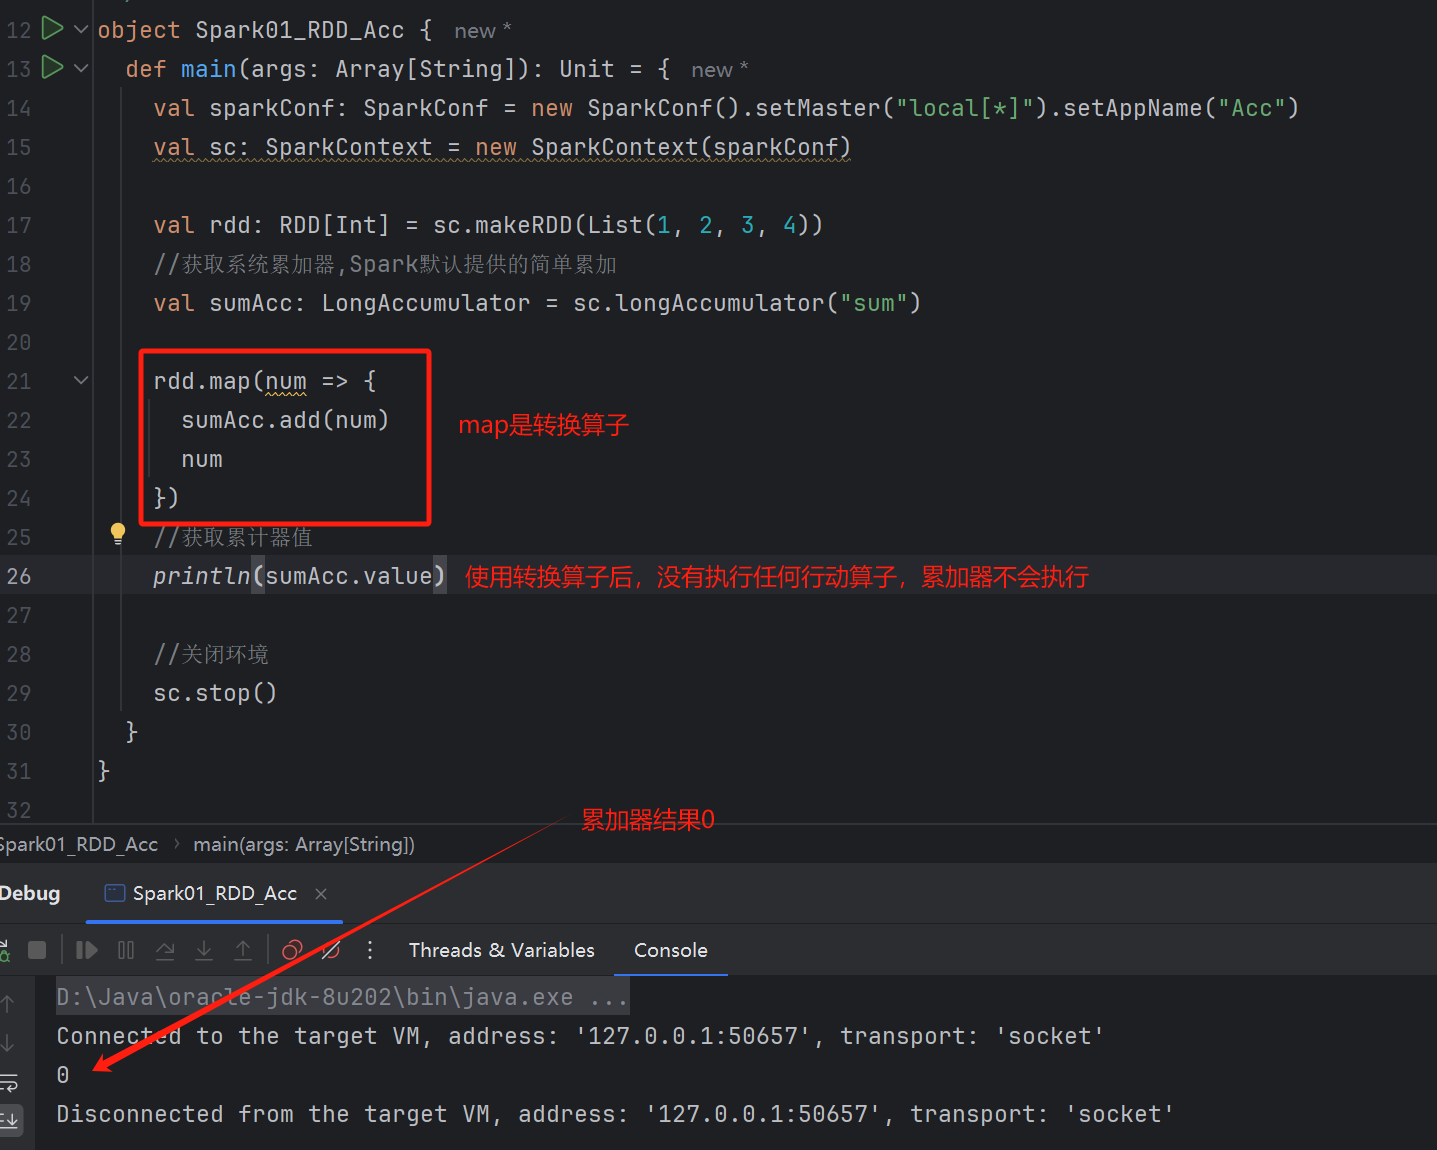 12 object Spark01_RDD_Acc { new *
13 def main(args: Array[String]): Unit = { new *
14 val sparkConf: SparkConf = new SparkConf().setMaster("local[*]").setAppName("Acc")
15 val sc: SparkContext = new SparkContext(sparkConf)
16
17 val rdd: RDD[Int] = sc.makeRDD(List(1, 2, 3, 4))
18 //获取系统累加器,Spark默认提供的简单累加
19 val sumAcc: LongAccumulator = sc.longAccumulator("sum")
20
21 rdd.map(num => {
22 sumAcc.add(num)
map是转换算子
23 num
24 })
25 //获取累计器值
26 println(sumAcc.value) 使用转换算子后，没有执行任何行动算子，累加器不会执行
27
28 //关闭环境
29 sc.stop()
30 }
31 }
32
累加器结果0
Spark01_RDD_Acc › main(args: Array[String])
Debug Spark01_RDD_Acc
Threads & Variables Console
D:\Java\oracle-jdk-8u202\bin\java.exe ...
Connected to the target VM, address: '127.0.0.1:50657', transport: 'socket'
0
Disconnected from the target VM, address: '127.0.0.1:50657', transport: 'socket'